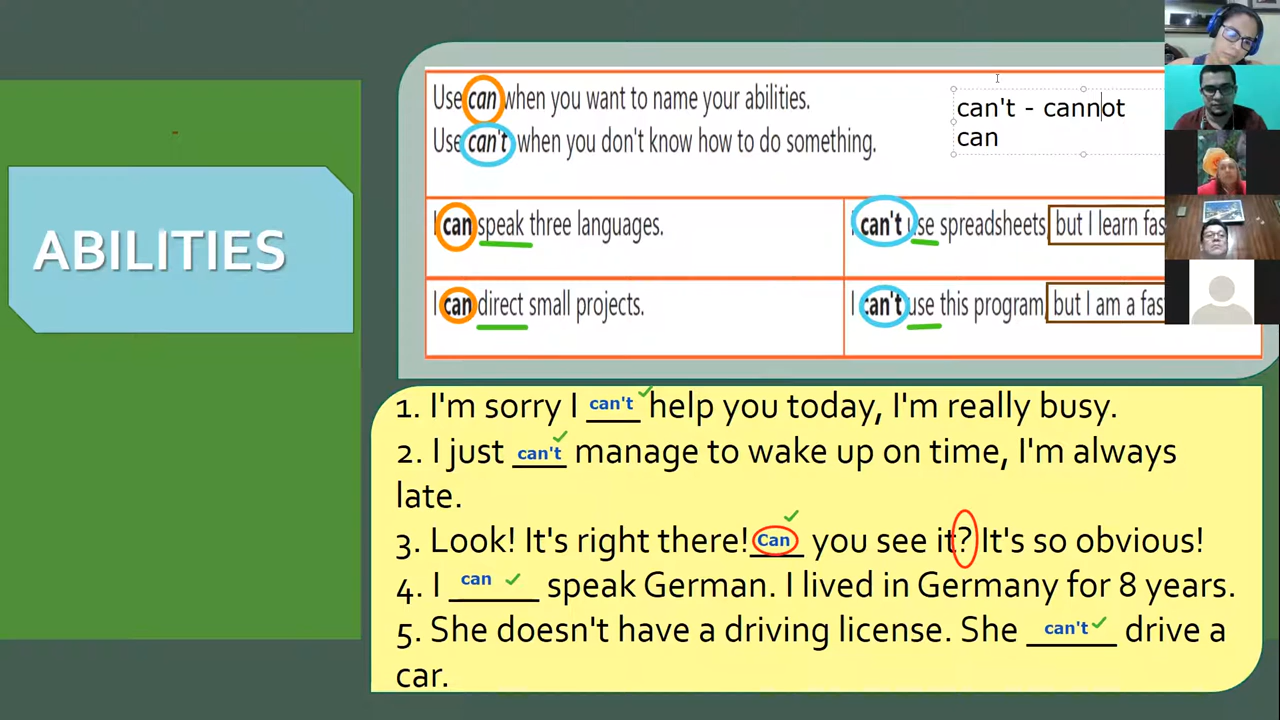 ABILITIES
Use can when you want to name your abilities.
Use can't when you don't know how to do something.
can't - cannot
can
I can speak three languages.
I can't use spreadsheets, but I learn fas
I can direct small projects.
I can't use this program, but I am a fas
1. I'm sorry I can't help you today, I'm really busy.
2. I just can't manage to wake up on time, I'm always
late.
3. Look! It's right there! Can you see it? It's so obvious!
4. I can speak German. I lived in Germany for 8 years.
5. She doesn't have a driving license. She can't drive a
car.